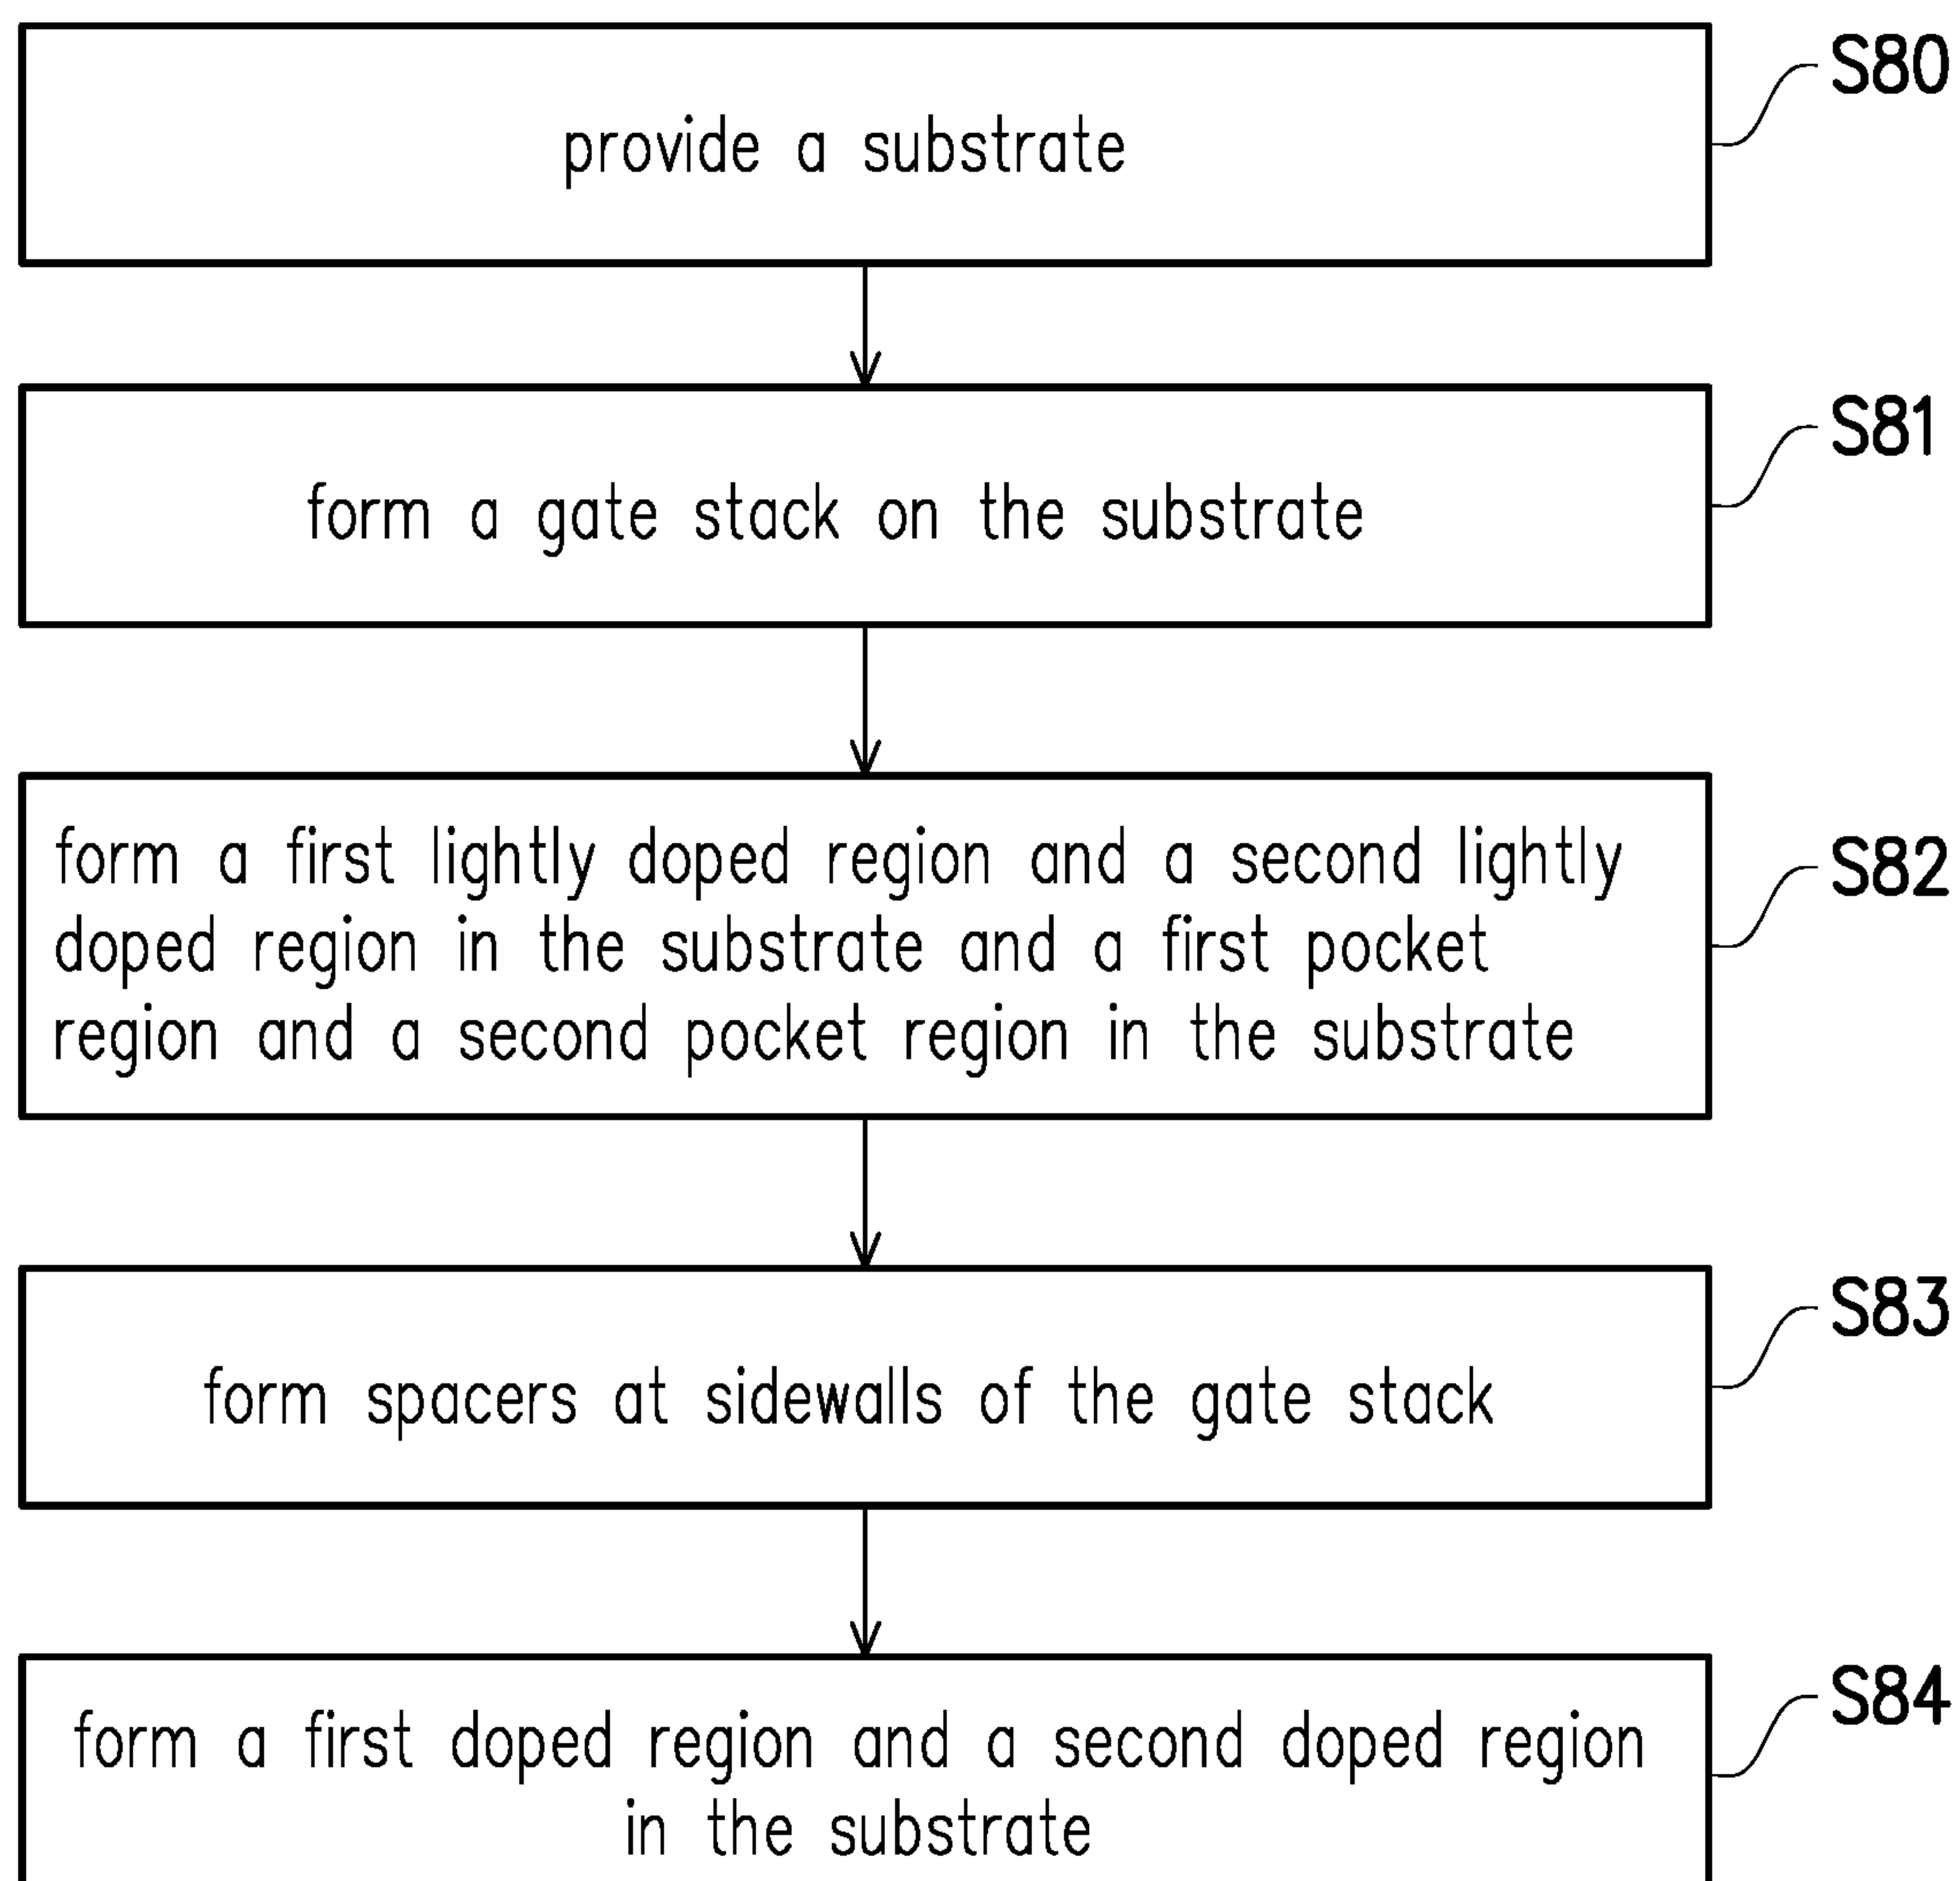 provide a substrate
S80
form a gate stack on the substrate
S81
form a first lightly doped region and a second lightly
doped region in the substrate and a first pocket
region and a second pocket region in the substrate
S82
form spacers at sidewalls of the gate stack
S83
form a first doped region and a second doped region
in the substrate
S84